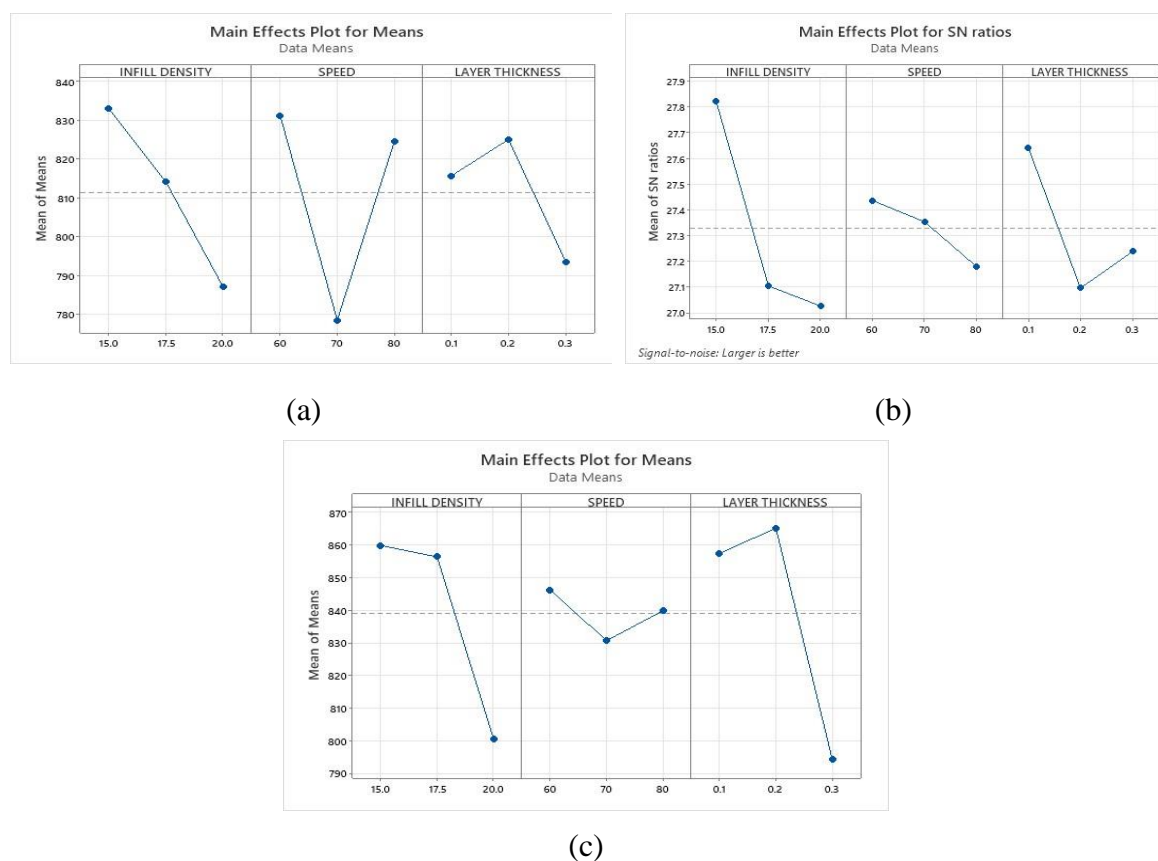 Main Effects Plot for Means
Data Means
INFILL DENSITY SPEED LAYER THICKNESS
Mean of Means
840
830
820
810
800
790
780
15.0 17.5 20.0 60 70 80 0.1 0.2 0.3
(a)
Main Effects Plot for SN ratios
Data Means
INFILL DENSITY SPEED LAYER THICKNESS
Mean of SN ratios
27.9
27.8
27.7
27.6
27.5
27.4
27.3
27.2
27.1
27.0
15.0 17.5 20.0 60 70 80 0.1 0.2 0.3
Signal-to-noise: Larger is better
(b)
Main Effects Plot for Means
Data Means
INFILL DENSITY SPEED LAYER THICKNESS
Mean of Means
870
860
850
840
830
820
810
800
790
15.0 17.5 20.0 60 70 80 0.1 0.2 0.3
(c)